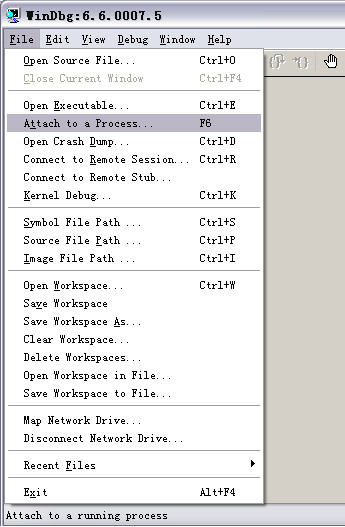 WinDbg:6.6.0007.5
File Edit View Debug Window Help
Open Source File... Ctrl+O
Close Current Window Ctrl+F4
Open Executable... Ctrl+E
Attach to a Process... F6
Open Crash Dump... Ctrl+D
Connect to Remote Session... Ctrl+R
Connect to Remote Stub...
Kernel Debug... Ctrl+K
Symbol File Path ... Ctrl+S
Source File Path ... Ctrl+P
Image File Path ... Ctrl+I
Open Workspace... Ctrl+W
Save Workspace
Save Workspace As...
Clear Workspace...
Delete Workspaces...
Open Workspace in File...
Save Workspace to File...
Map Network Drive...
Disconnect Network Drive...
Recent Files
Exit Alt+F4
Attach to a running process